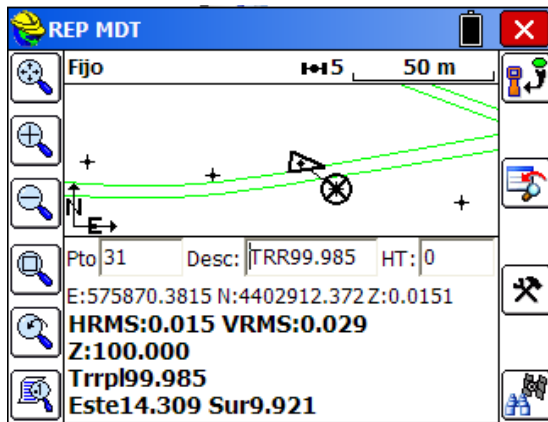 REP MDT
Fijo 5 50 m
N
E
Pto 31 Desc: TRR99.985 HT: 0
E:575870.3815 N:4402912.372 Z:0.0151
HRMS:0.015 VRMS:0.029
Z:100.000
Trrpl99.985
Este14.309 Sur9.921